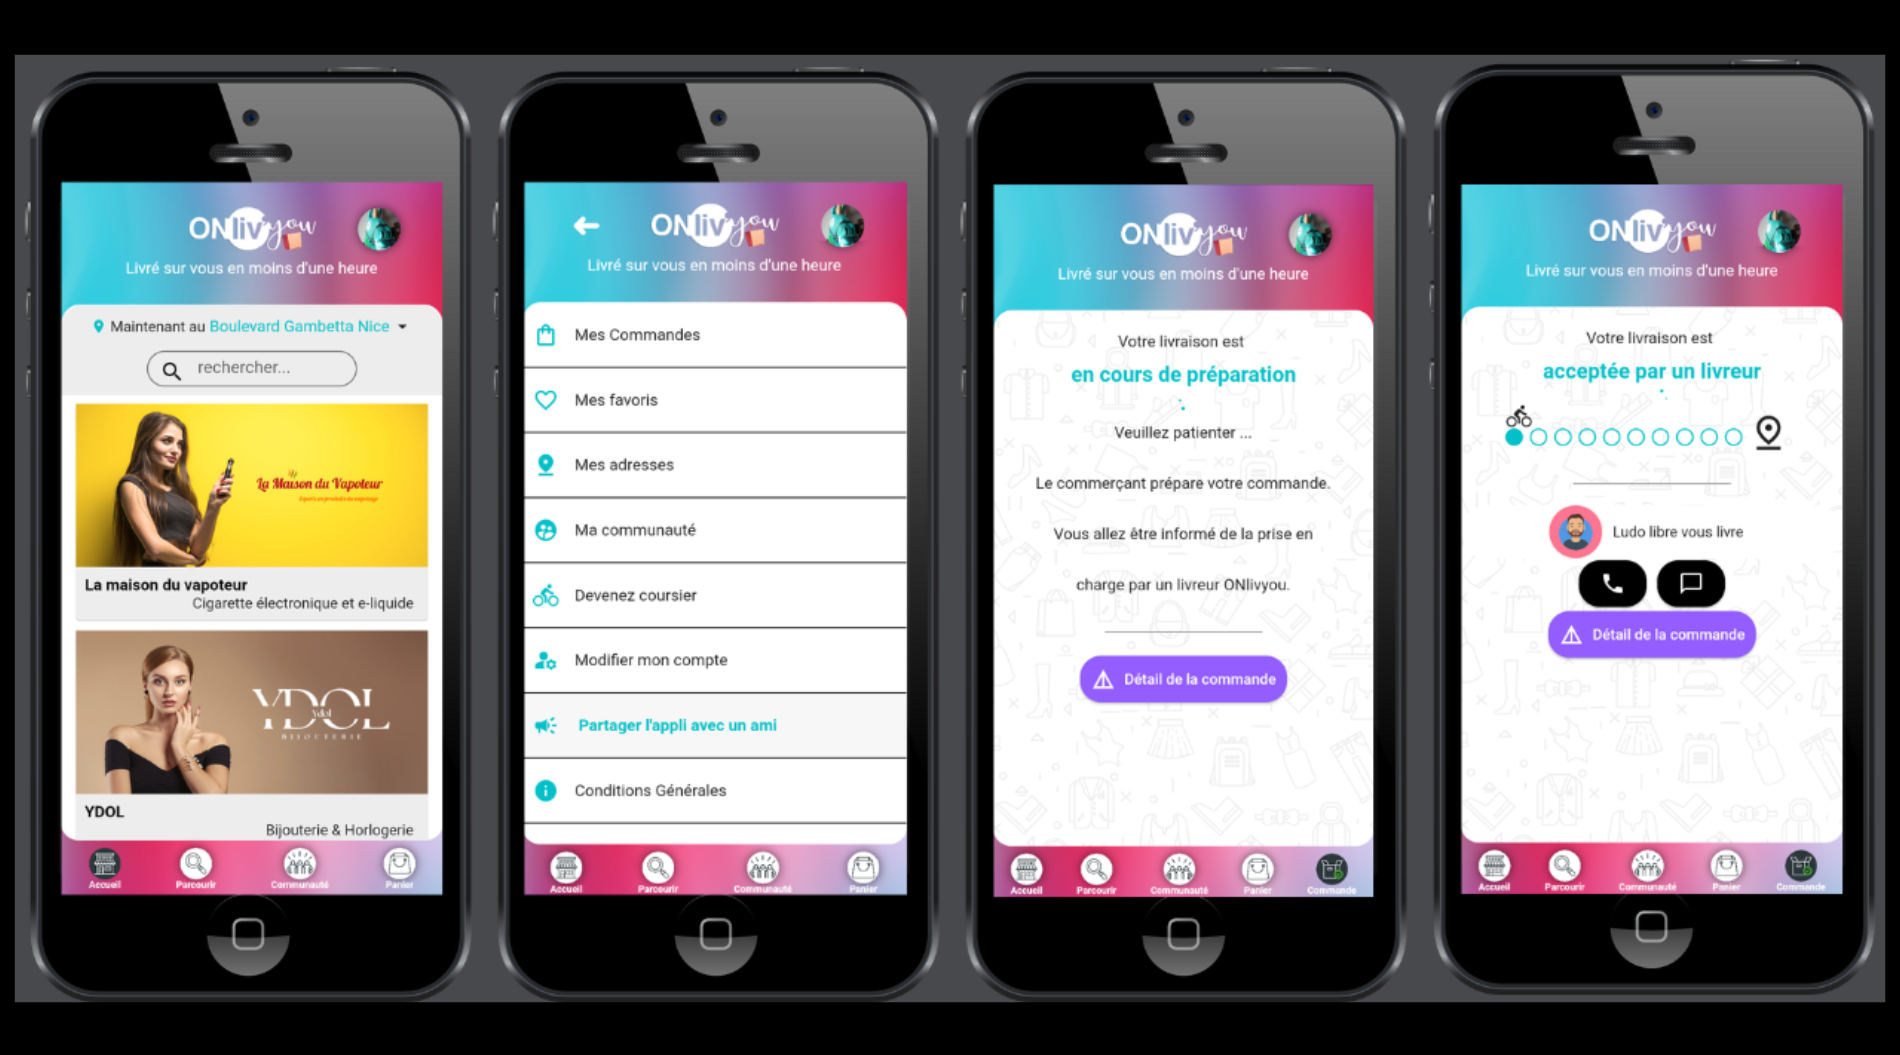 ONlivyou
Livré sur vous en moins d'une heure
Maintenant au Boulevard Gambetta Nice
rechercher...
La Maison du Vapoteur
La maison du vapoteur
Cigarette électronique et e-liquide
YDOL
Ydol
BIJOUTERIE
YDOL
Bijouterie & Horlogerie
Accueil Parcourir Communauté Panier
ONlivyou
Livré sur vous en moins d'une heure
Mes Commandes
Mes favoris
Mes adresses
Ma communauté
Devenez coursier
Modifier mon compte
Partager l'appli avec un ami
Conditions Générales
Accueil Parcourir Communauté Panier
ONlivyou
Livré sur vous en moins d'une heure
Votre livraison est
en cours de préparation
Veuillez patienter ...
Le commerçant prépare votre commande.
Vous allez être informé de la prise en
charge par un livreur ONlivyou.
Détail de la commande
Accueil Parcourir Communauté Panier Commande
ONlivyou
Livré sur vous en moins d'une heure
Votre livraison est
acceptée par un livreur
Ludo libre vous livre
Détail de la commande
Accueil Parcourir Communauté Panier Commande